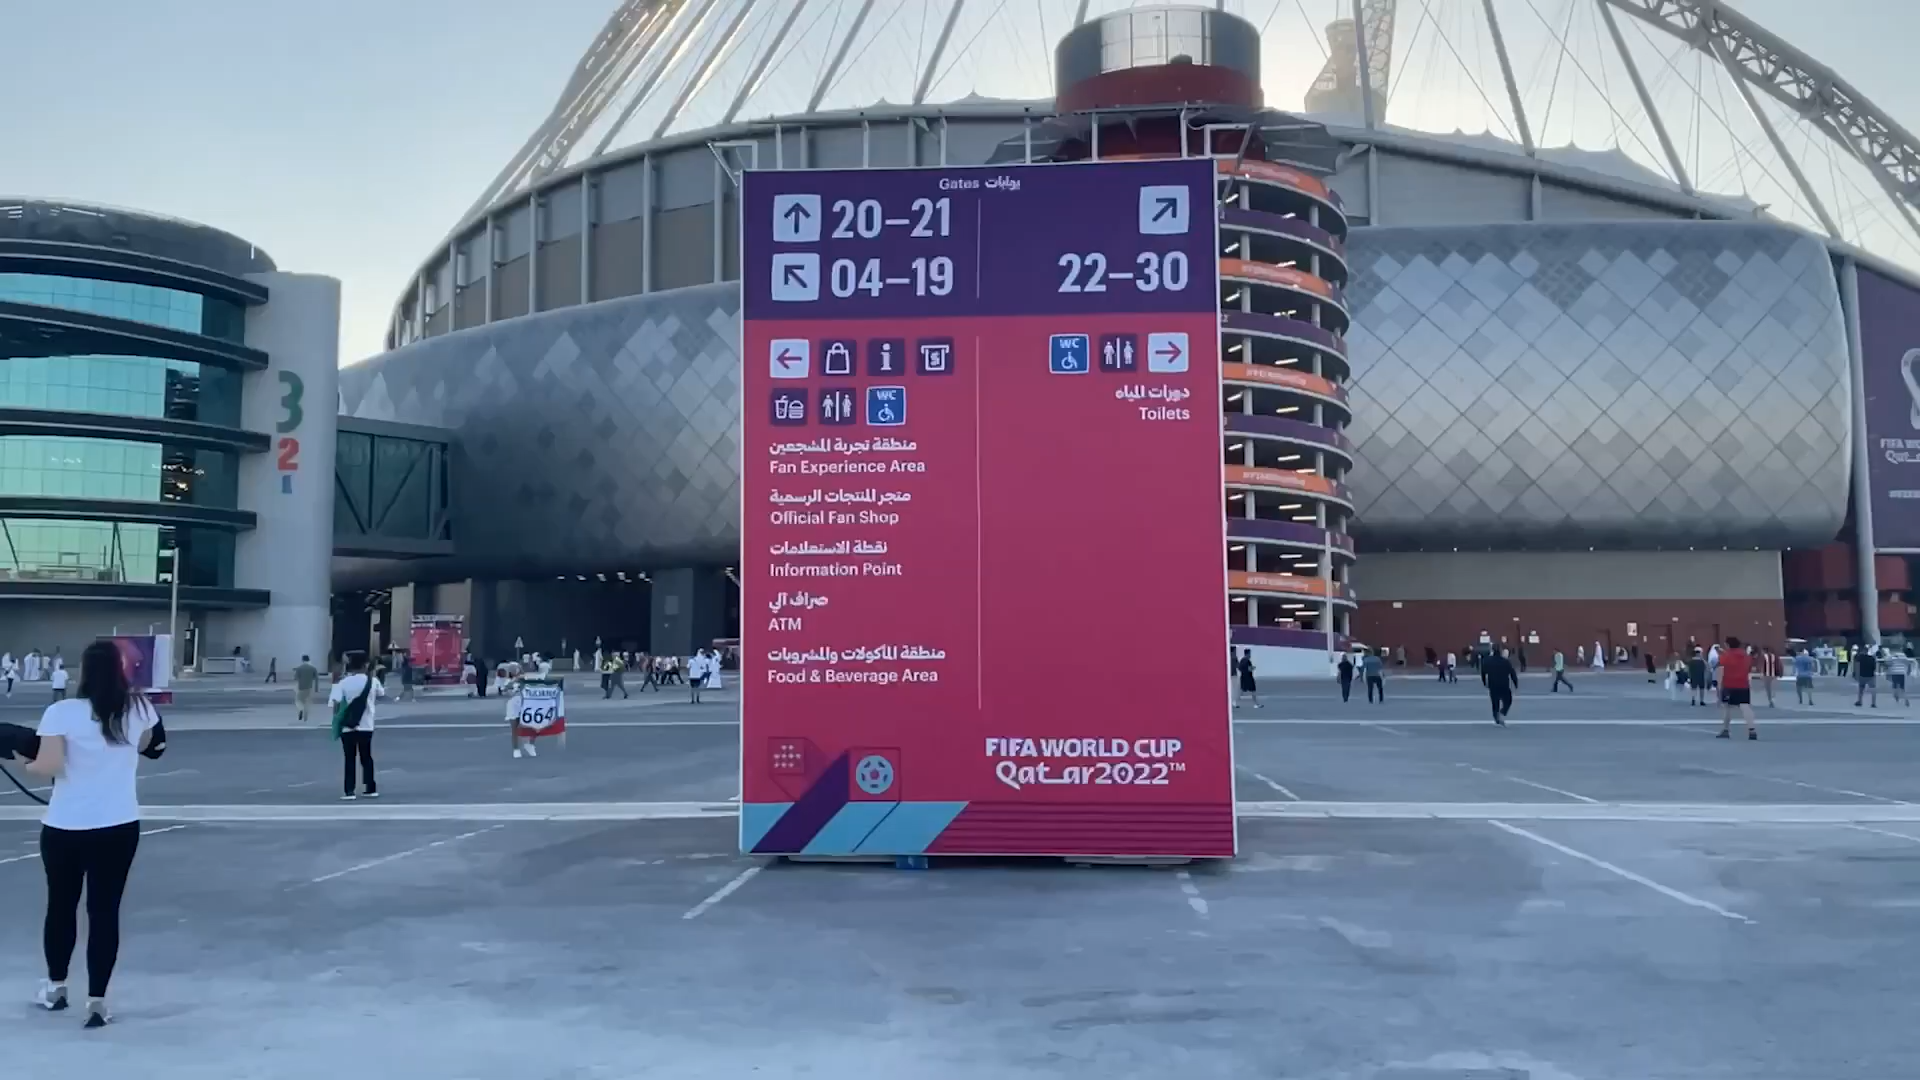 Gates بوابات
20–21
04–19
22–30
WC
WC
دورات المياه
Toilets
منطقة تجربة المشجعين
Fan Experience Area
متجر المنتجات الرسمية
Official Fan Shop
نقطة الاستعلامات
Information Point
صراف آلي
ATM
منطقة المأكولات والمشروبات
Food & Beverage Area
FIFA WORLD CUP
Qatar2022™
3
2
1
664